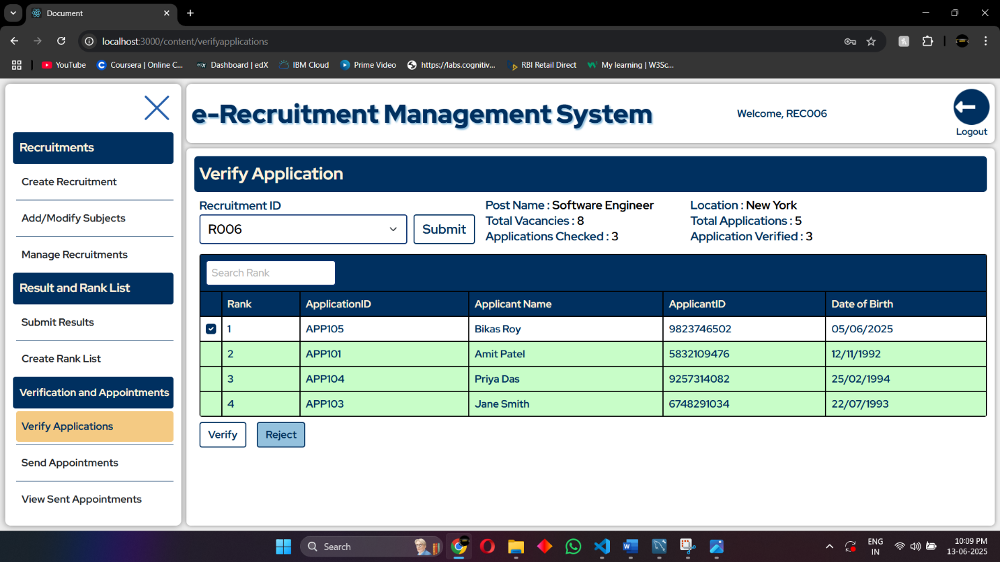 Document
localhost:3000/content/verifyapplications
YouTube
Coursera | Online C...
Dashboard | edX
IBM Cloud
Prime Video
https://labs.cognitiv...
RBI Retail Direct
My learning | W3Sc...
e-Recruitment Management System
Welcome, REC006
Logout
Recruitments
Create Recruitment
Add/Modify Subjects
Manage Recruitments
Result and Rank List
Submit Results
Create Rank List
Verification and Appointments
Verify Applications
Send Appointments
View Sent Appointments
Verify Application
Recruitment ID
R006
Submit
Post Name : Software Engineer
Total Vacancies : 8
Applications Checked : 3
Location : New York
Total Applications : 5
Application Verified : 3
Search Rank
Rank ApplicationID Applicant Name ApplicantID Date of Birth
1 APP105 Bikas Roy 9823746502 05/06/2025
2 APP101 Amit Patel 5832109476 12/11/1992
3 APP104 Priya Das 9257314082 25/02/1994
4 APP103 Jane Smith 6748291034 22/07/1993
Verify
Reject
Search
ENG
IN
10:09 PM
13-06-2025